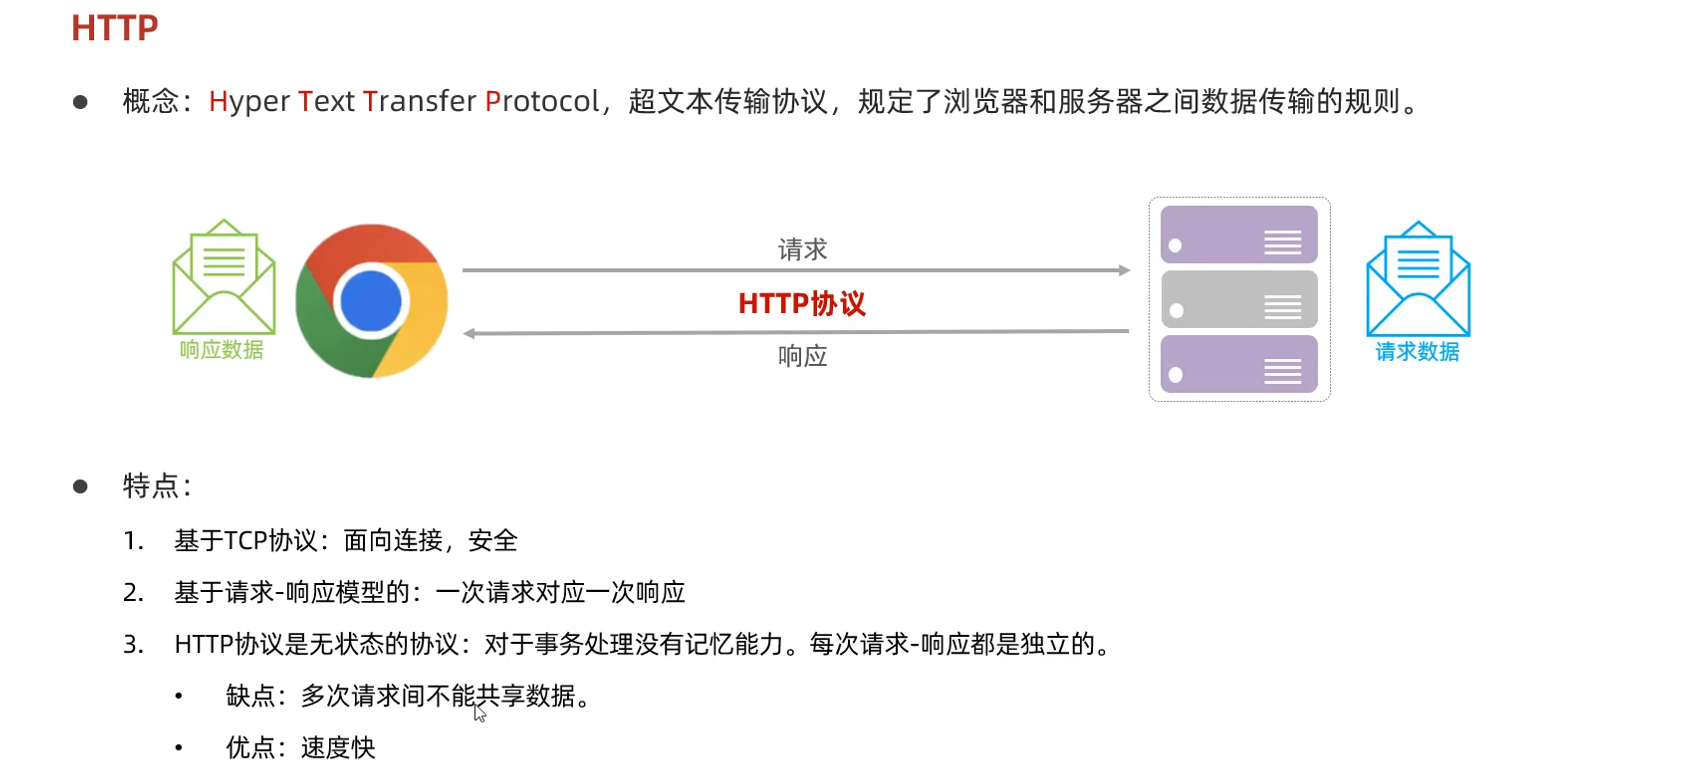 HTTP
● 概念：Hyper Text Transfer Protocol，超文本传输协议，规定了浏览器和服务器之间数据传输的规则。
请求
HTTP协议
响应
响应数据
请求数据
● 特点：
1. 基于TCP协议：面向连接，安全
2. 基于请求-响应模型的：一次请求对应一次响应
3. HTTP协议是无状态的协议：对于事务处理没有记忆能力。每次请求-响应都是独立的。
• 缺点：多次请求间不能共享数据。
• 优点：速度快